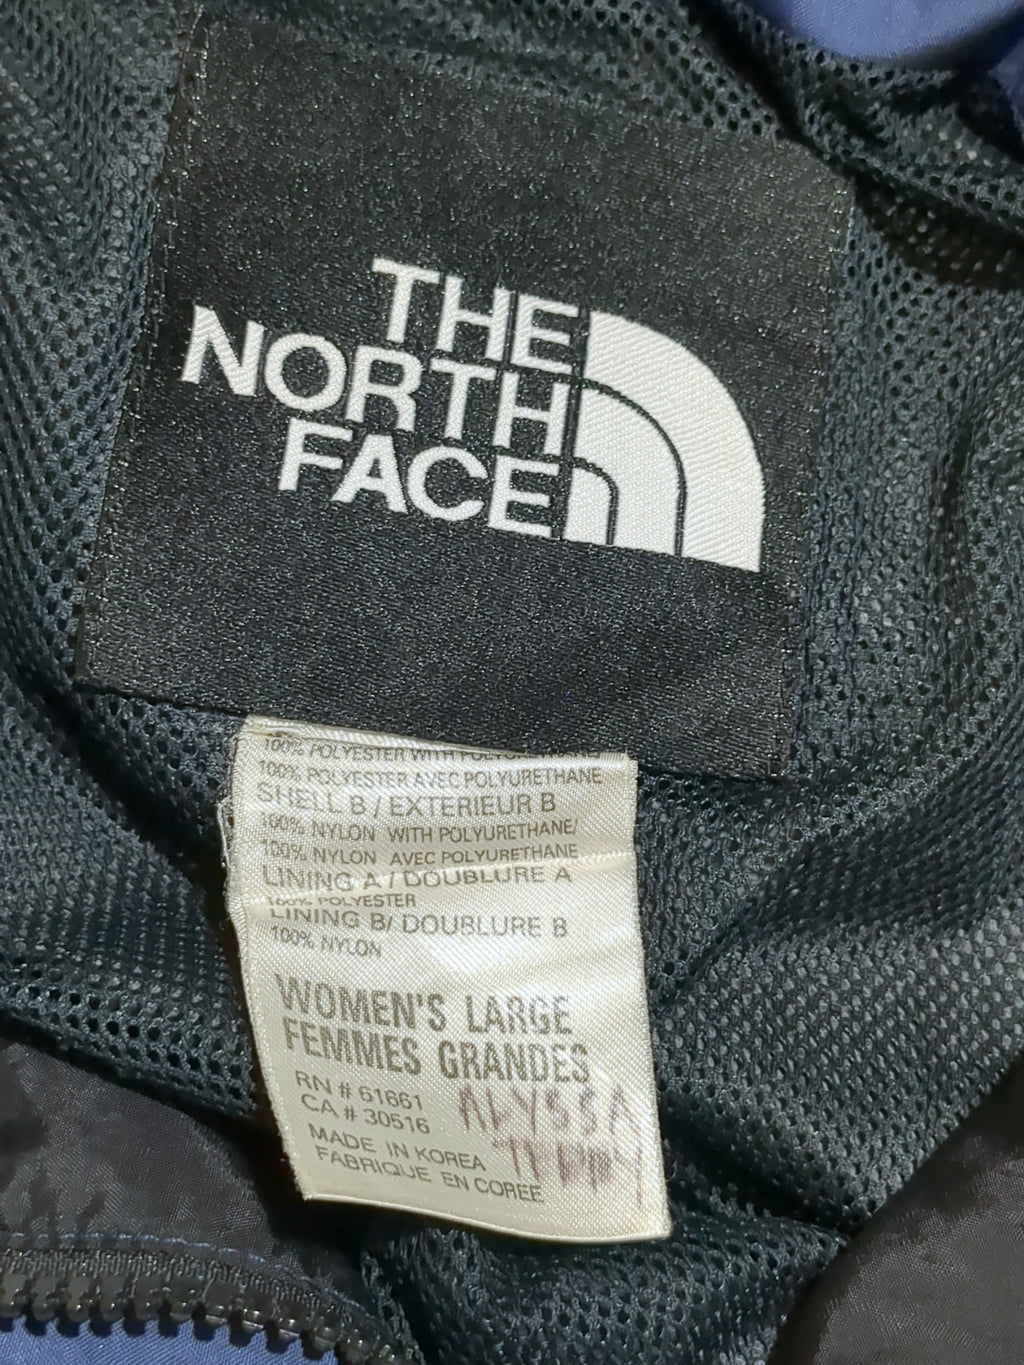 THE
NORTH
FACE
100% POLYESTER WITH
100% POLYESTER AVEC POLYURETHANE
SHELL B / EXTERIEUR B
100% NYLON WITH POLYURETHANE/
100% NYLON AVEC POLYURETHANE
LINING A / DOUBLURE A
100% POLYESTER
LINING B/ DOUBLURE B
100% NYLON
WOMEN'S LARGE
FEMMES GRANDES
RN # 61661
CA # 30516
ALYSSA
MADE IN KOREA
FABRIQUE EN COREE